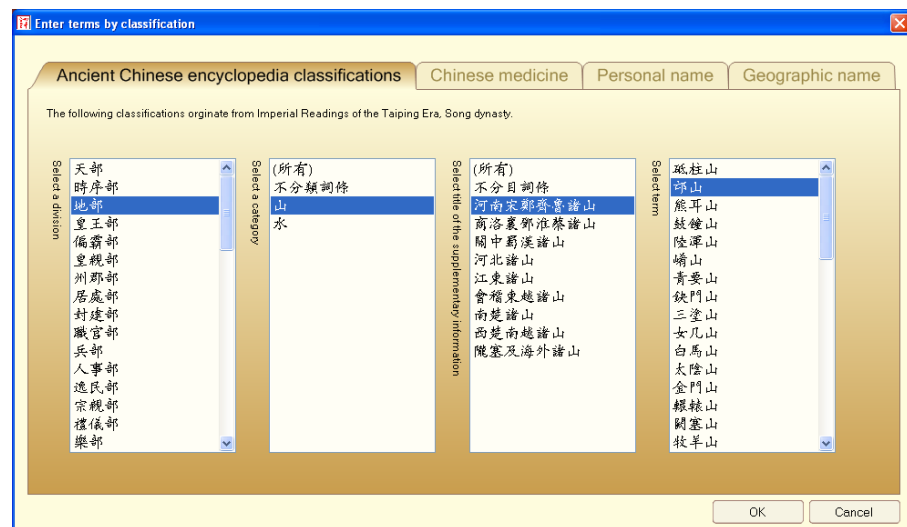 Enter terms by classification
Ancient Chinese encyclopedia classifications
Chinese medicine
Personal name
Geographic name
The following classifications orginate from Imperial Readings of the Taiping Era, Song dynasty.
Select a division
天部
時序部
地部
皇王部
偏霸部
皇親部
州郡部
居處部
封建部
職官部
兵部
人事部
逸民部
宗親部
禮儀部
樂部
Select a category
(所有)
不分類詞條
山
水
Select title of the supplementary information
(所有)
不分目詞條
河南宋鄭齊魯諸山
商洛襄鄧淮蔡諸山
關中蜀漢諸山
河北諸山
江東諸山
會稽東越諸山
南楚諸山
西楚南越諸山
隴塞及海外諸山
Select term
砥柱山
邙山
熊耳山
鼓鐘山
陸渾山
崤山
青要山
缺門山
三塗山
女几山
白馬山
太陰山
金門山
轘轅山
闕塞山
牧羊山
OK
Cancel